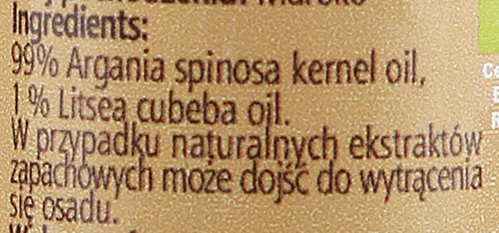 Ingredients:
99% Argania spinosa kernel oil,
1 % Litsea cubeba oil.
W przypadku naturalnych ekstraktów
zapachowych może dojść do wytrącenia
się osadu.